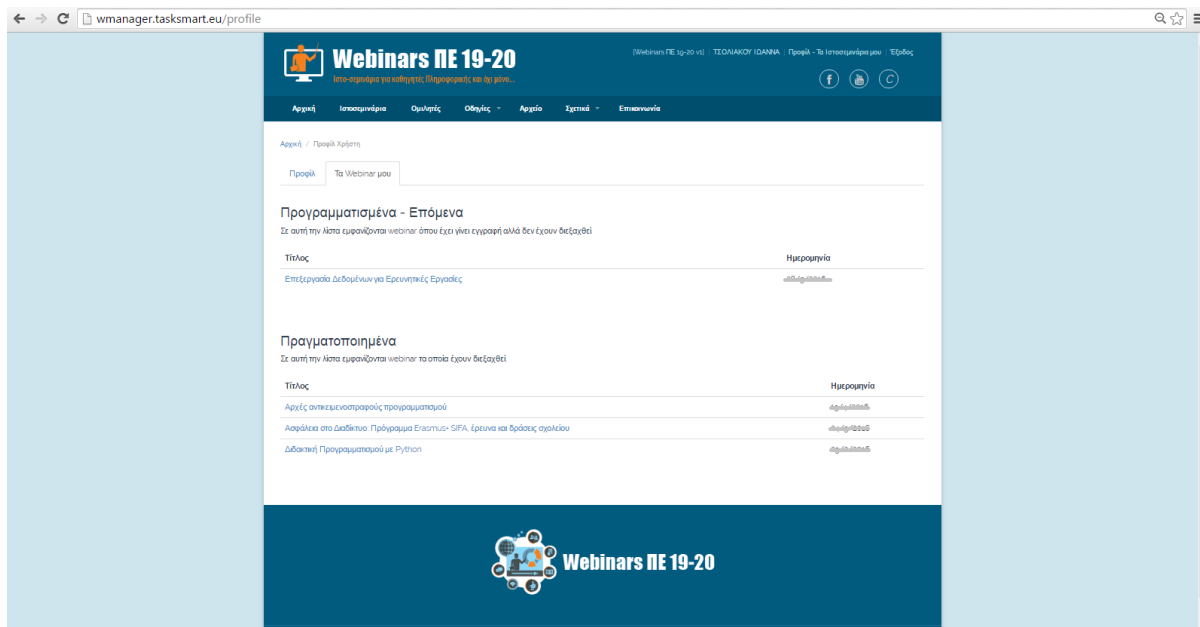 wmanager.tasksmart.eu/profile
Webinars ΠΕ 19-20
Ιστο-σεμινάρια για καθηγητές Πληροφορικής και όχι μόνο...
[Webinars ΠΕ 19-20 v1] | ΤΣΟΛΙΑΚΟΥ ΙΩΑΝΝΑ | Προφίλ - Τα Ιστοσεμινάρια μου | Έξοδος
Αρχική Ιστοσεμινάρια Ομιλητές Οδηγίες Αρχείο Σχετικά Επικοινωνία
Αρχική / Προφίλ Χρήστη
Προφίλ Τα Webinar μου
Προγραμματισμένα - Επόμενα
Σε αυτή την λίστα εμφανίζονται webinar όπου έχει γίνει εγγραφή αλλά δεν έχουν διεξαχθεί
Τίτλος Ημερομηνία
Επεξεργασία Δεδομένων για Ερευνητικές Εργασίες
Πραγματοποιημένα
Σε αυτή την λίστα εμφανίζονται webinar τα οποία έχουν διεξαχθεί
Τίτλος Ημερομηνία
Αρχές αντικειμενοστραφούς προγραμματισμού
Ασφάλεια στο Διαδίκτυο: Πρόγραμμα Erasmus+ SIFA, έρευνα και δράσεις σχολείου
Διδακτική Προγραμματισμού με Python
Webinars ΠΕ 19-20